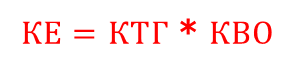 КЕ = КТГ * КВО